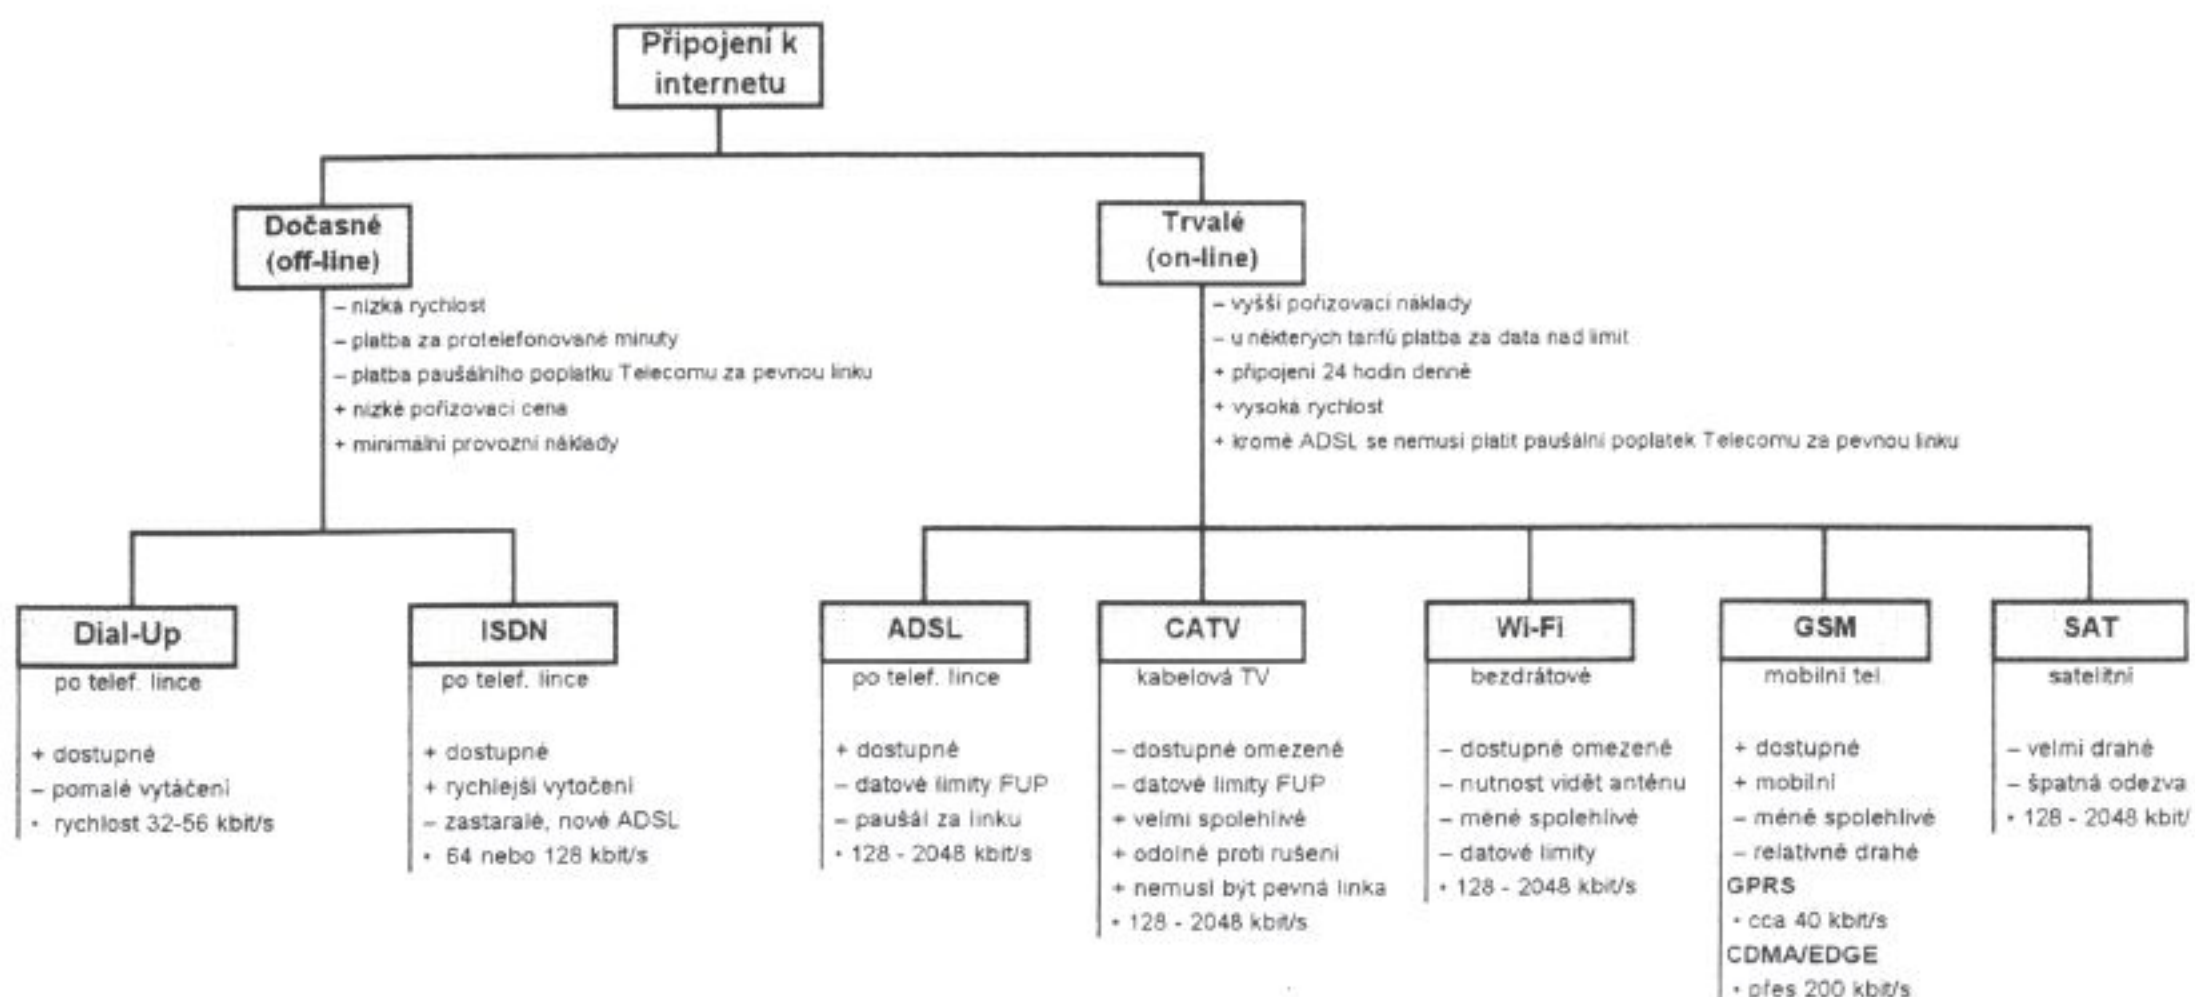 Připojení k
internetu
Dočasné
(off-line)
– nízká rychlost
– platba za protelefonované minuty
– platba paušálního poplatku Telecomu za pevnou linku
+ nízké pořizovací cena
+ minimální provozní náklady
Trvalé
(on-line)
– vyšší pořizovací náklady
– u některých tarifů platba za data nad limit
+ připojení 24 hodin denně
+ vysoká rychlost
+ kromě ADSL se nemusí platit paušální poplatek Telecomu za pevnou linku
Dial-Up
po telef. lince
+ dostupné
– pomalé vytáčení
• rychlost 32-56 kbit/s
ISDN
po telef. lince
+ dostupné
+ rychlejší vytočení
– zastaralé, nové ADSL
• 64 nebo 128 kbit/s
ADSL
po telef. lince
+ dostupné
– datové limity FUP
– paušál za linku
• 128 - 2048 kbit/s
CATV
kabelová TV
– dostupné omezeně
– datové limity FUP
+ velmi spolehlivé
+ odolné proti rušení
+ nemusí být pevná linka
• 128 - 2048 kbit/s
Wi-Fi
bezdrátové
– dostupné omezeně
– nutnost vidět anténu
– méně spolehlivé
– datové limity
• 128 - 2048 kbit/s
GSM
mobilní tel.
+ dostupné
+ mobilní
– méně spolehlivé
– relativně drahé
GPRS
• cca 40 kbit/s
CDMA/EDGE
• přes 200 kbit/s
SAT
satelitní
– velmi drahé
– špatná odezva
• 128 - 2048 kbit/